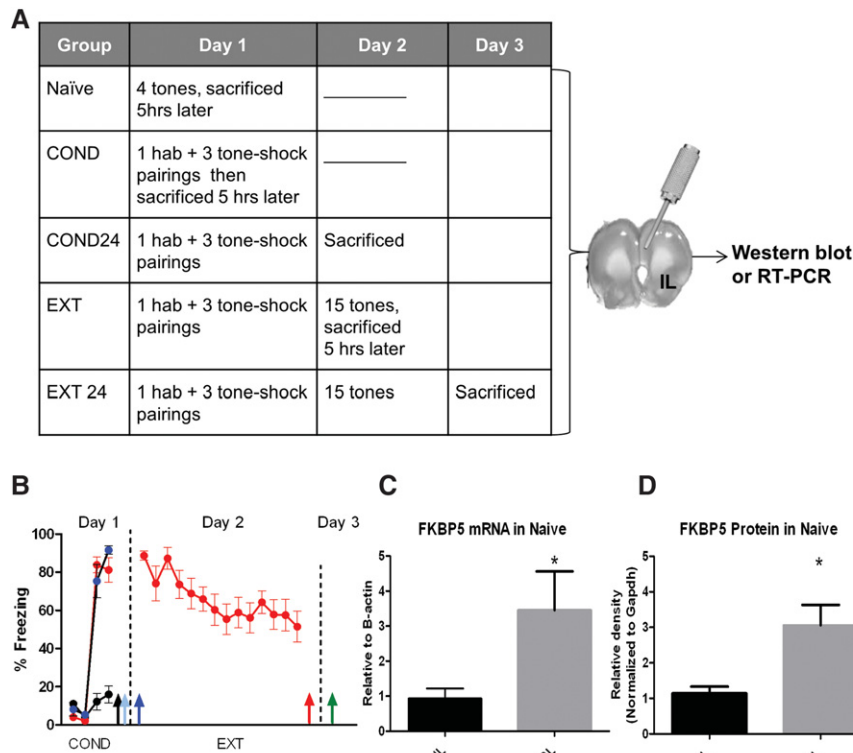 A
Group Day 1 Day 2 Day 3
Naïve
4 tones, sacrificed
5hrs later
COND
1 hab + 3 tone-shock
pairings then
sacrificed 5 hrs later
COND24
1 hab + 3 tone-shock
pairings
Sacrificed
EXT
1 hab + 3 tone-shock
pairings
15 tones,
sacrificed
5 hrs later
EXT 24
1 hab + 3 tone-shock
pairings
15 tones
Sacrificed
IL
Western blot
or RT-PCR
B
Day 1
Day 2
Day 3
% Freezing
100
80
60
40
20
0
COND
EXT
C
FKBP5 mRNA in Naive
Relative to B-actin
5
4
3
2
1
0
*
D
FKBP5 Protein in Naive
Relative density
(Normalized to Gapdh)
5
4
3
2
1
0
*